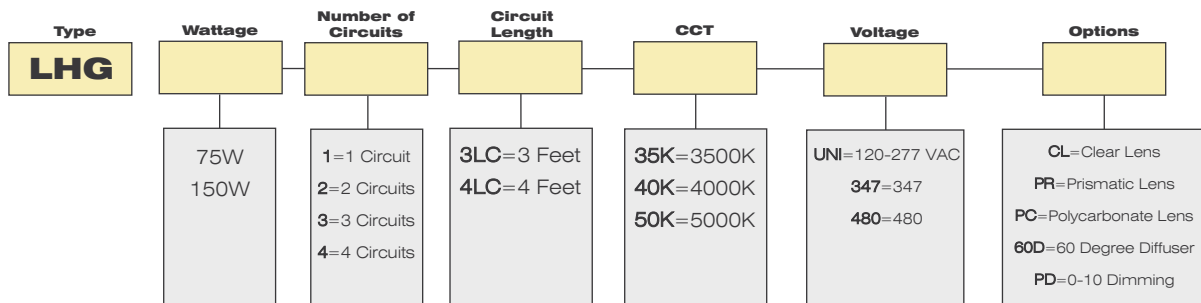 Type
Wattage
Number of
Circuits
Circuit
Length
CCT
Voltage
Options
LHG
75W
150W
1=1 Circuit
2=2 Circuits
3=3 Circuits
4=4 Circuits
3LC=3 Feet
4LC=4 Feet
35K=3500K
40K=4000K
50K=5000K
UNI=120-277 VAC
347=347
480=480
CL=Clear Lens
PR=Prismatic Lens
PC=Polycarbonate Lens
60D=60 Degree Diffuser
PD=0-10 Dimming